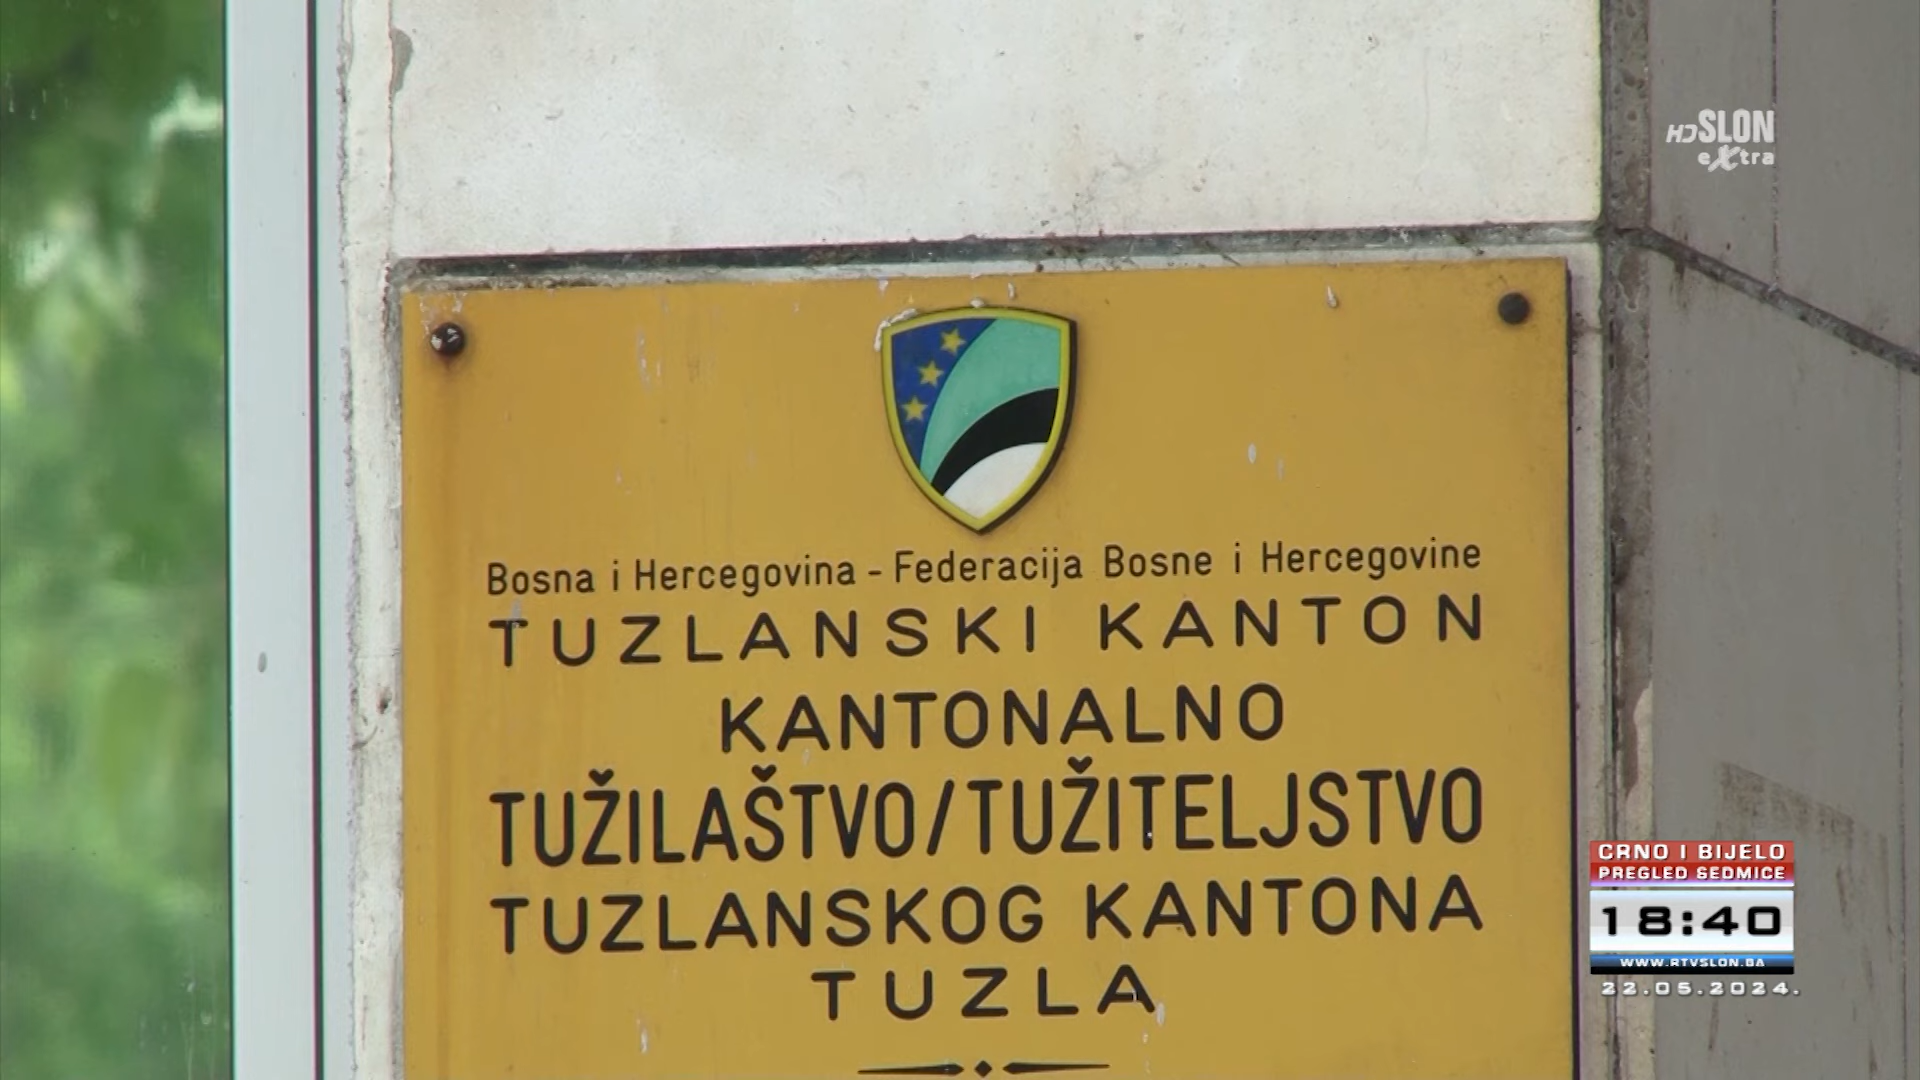 HD SLON
extra
Bosna i Hercegovina - Federacija Bosne i Hercegovine
TUZLANSKI KANTON
KANTONALNO
TUŽILAŠTVO/TUŽITELJSTVO
TUZLANSKOG KANTONA
TUZLA
CRNO I BIJELO
PREGLED SEDMICE
18:40
WWW.RTVSLON.BA
22.05.2024.